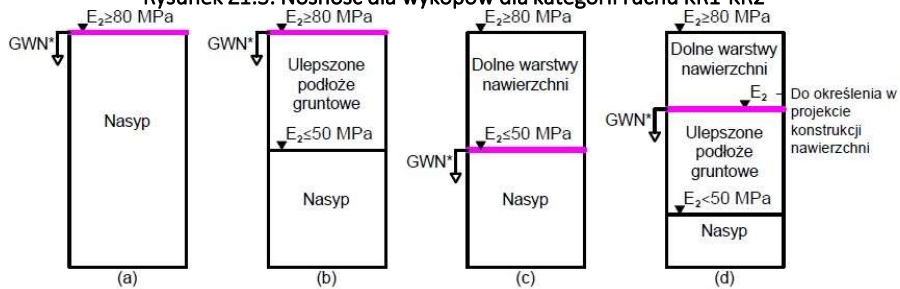 Rysunek 21.5. Nośność dla wykopów dla kategorii ruchu KR1-KR2
E₂≥80 MPa
GWN*
Nasyp
(a)
E₂≥80 MPa
GWN*
Ulepszone
podłoże
gruntowe
E₂≤50 MPa
Nasyp
(b)
E₂≥80 MPa
Dolne warstwy
nawierzchni
E₂≤50 MPa
GWN*
Nasyp
(c)
E₂≥80 MPa
Dolne warstwy
nawierzchni
E₂ - Do określenia w
projekcie
konstrukcji
nawierzchni
GWN*
Ulepszone
podłoże
gruntowe
E₂<50 MPa
Nasyp
(d)